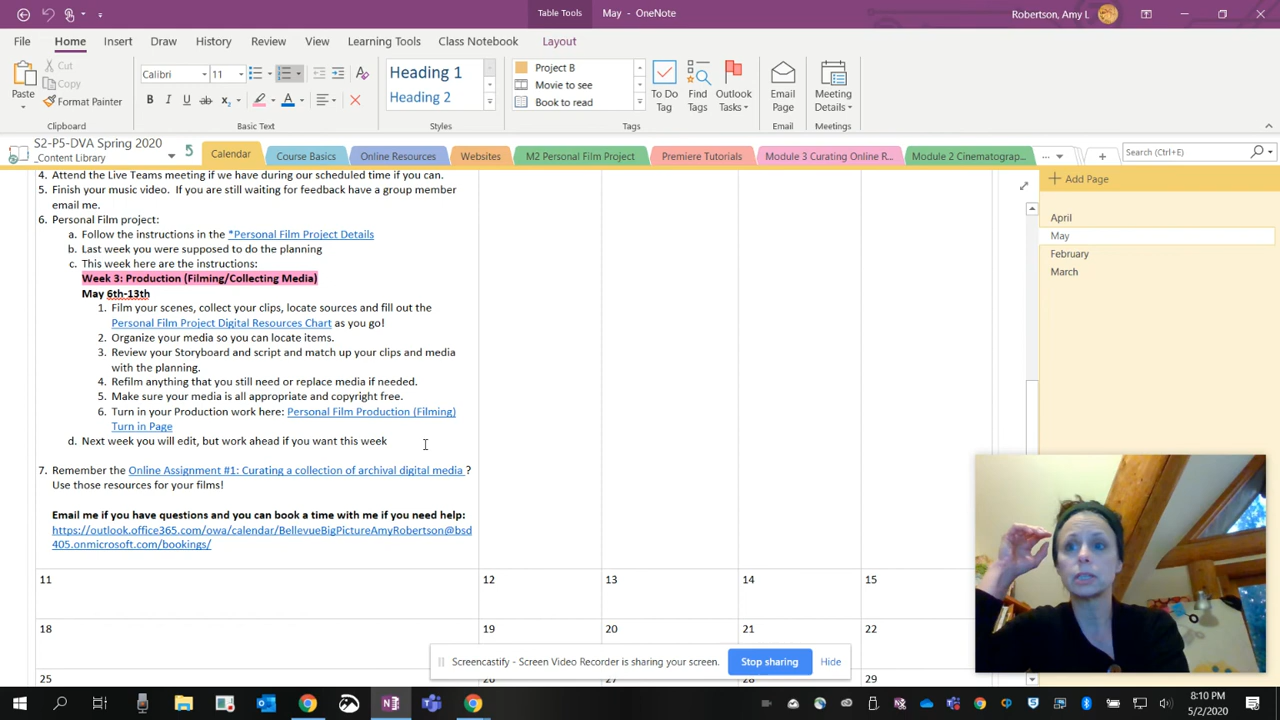 Table Tools
May - OneNote
Robertson, Amy L
File
Home
Insert
Draw
History
Review
View
Learning Tools
Class Notebook
Layout
Paste
Cut
Copy
Format Painter
Clipboard
Calibri
11
B I U ab x₂
A
Basic Text
Heading 1
Heading 2
Styles
Project B
Movie to see
Book to read
To Do
Tag
Find
Tags
Outlook
Tasks
Tags
Email
Page
Email
Meeting
Details
Meetings
S2-P5-DVA Spring 2020
_Content Library
Calendar
Course Basics
Online Resources
Websites
M2 Personal Film Project
Premiere Tutorials
Module 3 Curating Online R...
Module 2 Cinematograp...
...
Search (Ctrl+E)
Add Page
April
May
February
March
4. Attend the Live Teams meeting if we have during our scheduled time if you can.
5. Finish your music video. If you are still waiting for feedback have a group member
email me.
6. Personal Film project:
a. Follow the instructions in the *Personal Film Project Details
b. Last week you were supposed to do the planning
c. This week here are the instructions:
Week 3: Production (Filming/Collecting Media)
May 6th-13th
1. Film your scenes, collect your clips, locate sources and fill out the
Personal Film Project Digital Resources Chart as you go!
2. Organize your media so you can locate items.
3. Review your Storyboard and script and match up your clips and media
with the planning.
4. Refilm anything that you still need or replace media if needed.
5. Make sure your media is all appropriate and copyright free.
6. Turn in your Production work here: Personal Film Production (Filming)
Turn in Page
d. Next week you will edit, but work ahead if you want this week
7. Remember the Online Assignment #1: Curating a collection of archival digital media ?
Use those resources for your films!
Email me if you have questions and you can book a time with me if you need help:
https://outlook.office365.com/owa/calendar/BellevueBigPictureAmyRobertson@bsd
405.onmicrosoft.com/bookings/
11 12 13 14 15
18 19 20 21 22
25 26 27 28 29
Screencastify - Screen Video Recorder is sharing your screen.
Stop sharing
Hide
8:10 PM
5/2/2020